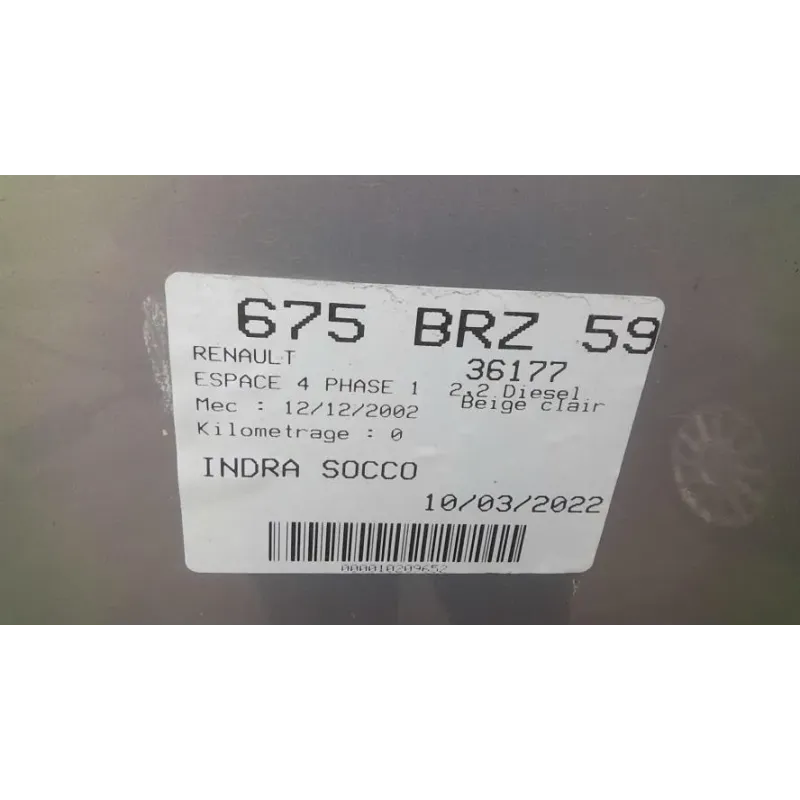 675 BRZ 59
RENAULT 36177
ESPACE 4 PHASE 1 2.2 Diesel
Mec : 12/12/2002 Beige clair
Kilometrage : 0
INDRA SOCCO
10/03/2022
000010209652